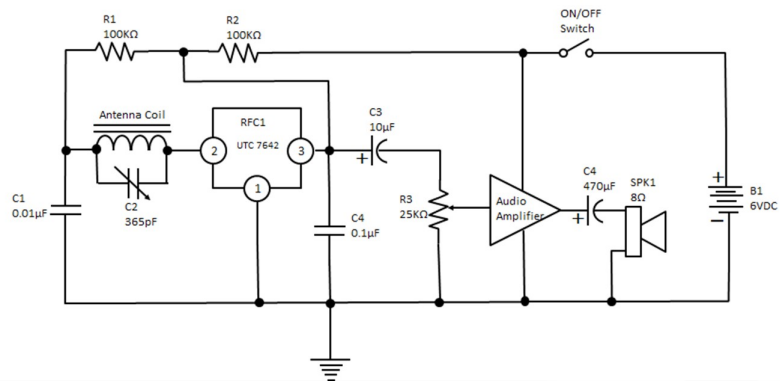 R1
100KΩ
R2
100KΩ
ON/OFF
Switch
Antenna Coil
RFC1
UTC 7642
2
3
1
C3
10µF
+
C1
0.01µF
C2
365pF
R3
25KΩ
C4
0.1µF
Audio
Amplifier
C4
470µF
+
SPK1
8Ω
+
B1
6VDC
−